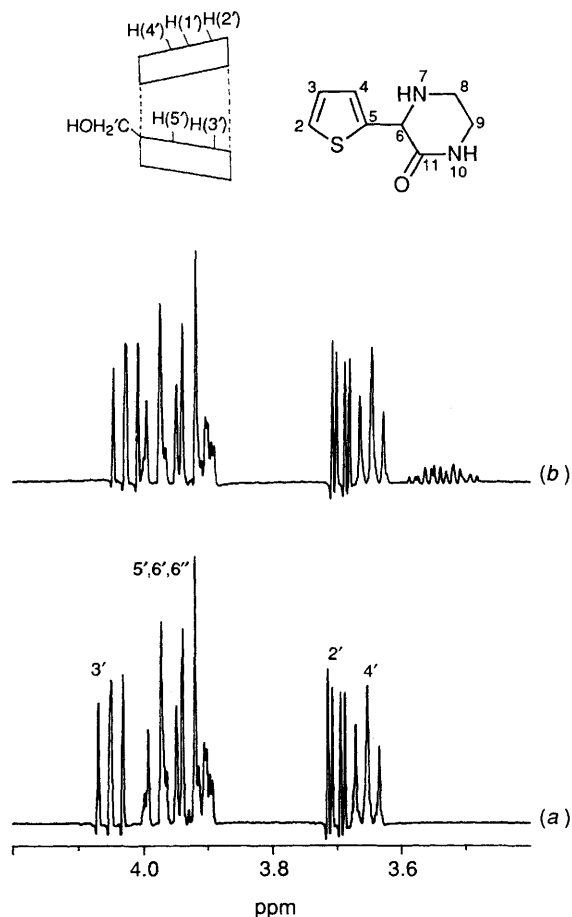 H(4′) H(1′) H(2′)
HOH₂′C H(5′) H(3′)
3 4 HN 7 8
2 S 5 6 9
O 11 NH 10
(b)
5′,6′,6″
3′ 2′ 4′
(a)
4.0 3.8 3.6
ppm